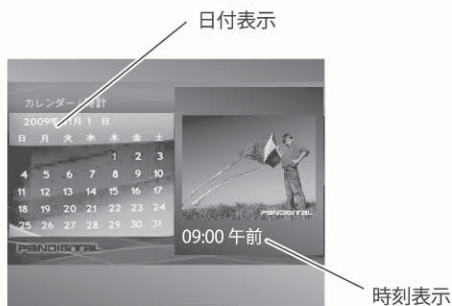 日付表示
カレンダー/時計
2009年 01月 1 日
日 月 火 水 木 金 土
1 2 3
4 5 6 7 8 9 10
11 12 13 14 15 16 17
18 19 20 21 22 23 24
25 26 27 28 29 30 31
PANDIGITAL
PANDIGITAL
09:00 午前
時刻表示